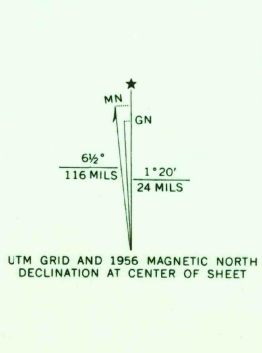 MN
GN
6½°
116 MILS
1°20′
24 MILS
UTM GRID AND 1956 MAGNETIC NORTH
DECLINATION AT CENTER OF SHEET